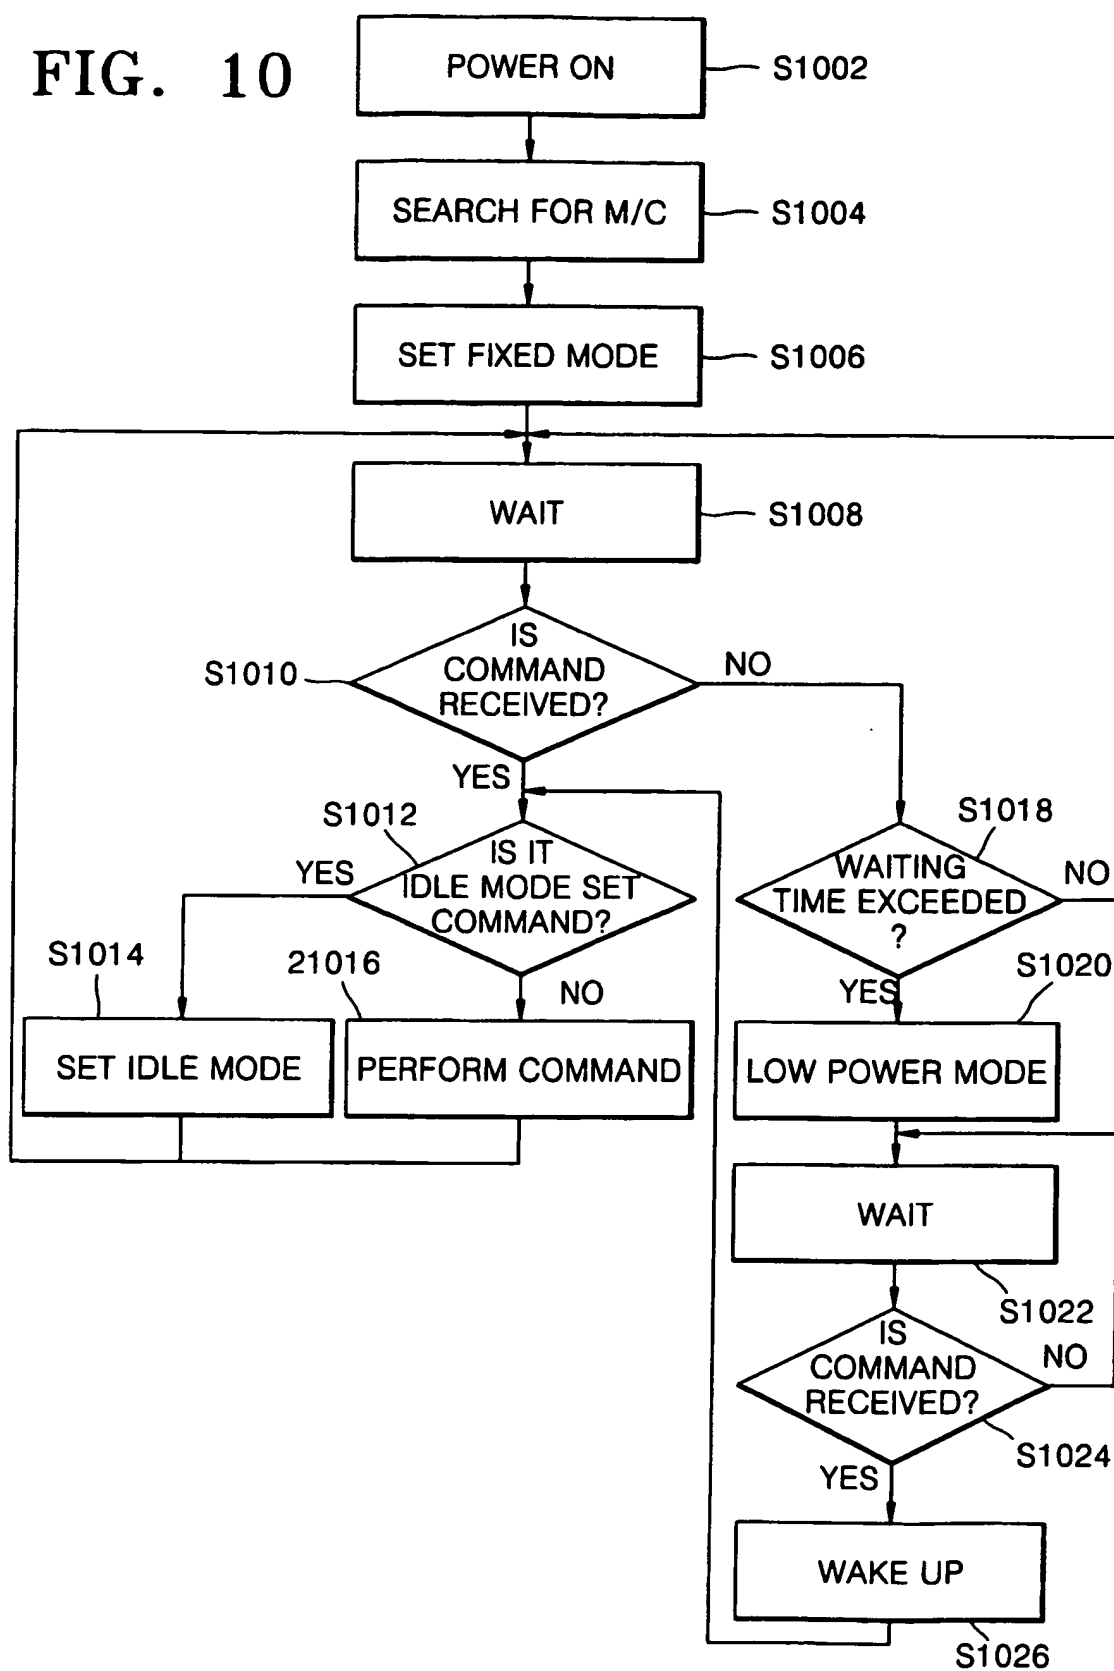 FIG. 10
POWER ON
S1002
SEARCH FOR M/C
S1004
SET FIXED MODE
S1006
WAIT
S1008
IS
COMMAND
RECEIVED?
S1010
NO
YES
S1012
IS IT
IDLE MODE SET
COMMAND?
YES
NO
S1014
SET IDLE MODE
21016
PERFORM COMMAND
S1018
WAITING
TIME EXCEEDED
?
NO
YES
S1020
LOW POWER MODE
WAIT
S1022
IS
COMMAND
RECEIVED?
NO
S1024
YES
WAKE UP
S1026